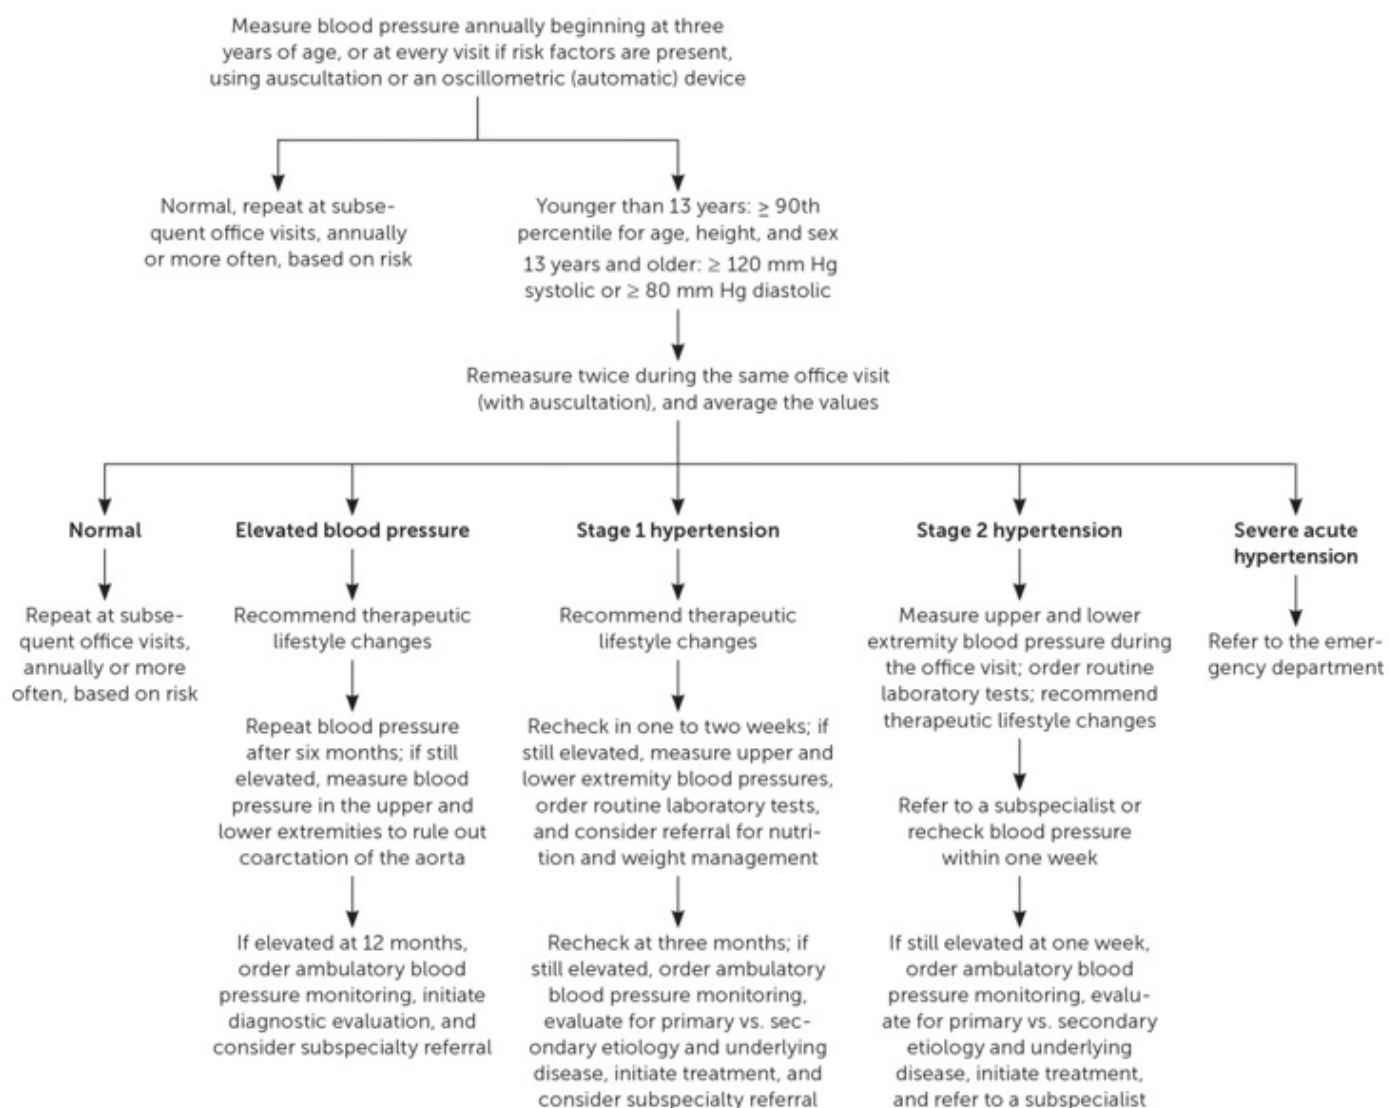 Measure blood pressure annually beginning at three
years of age, or at every visit if risk factors are present,
using auscultation or an oscillometric (automatic) device
Normal, repeat at subse-
quent office visits, annually
or more often, based on risk
Younger than 13 years: ≥ 90th
percentile for age, height, and sex
13 years and older: ≥ 120 mm Hg
systolic or ≥ 80 mm Hg diastolic
Remeasure twice during the same office visit
(with auscultation), and average the values
Normal
Repeat at subse-
quent office visits,
annually or more
often, based on risk
Elevated blood pressure
Recommend therapeutic
lifestyle changes
Repeat blood pressure
after six months; if still
elevated, measure blood
pressure in the upper and
lower extremities to rule out
coarctation of the aorta
If elevated at 12 months,
order ambulatory blood
pressure monitoring, initiate
diagnostic evaluation, and
consider subspecialty referral
Stage 1 hypertension
Recommend therapeutic
lifestyle changes
Recheck in one to two weeks; if
still elevated, measure upper and
lower extremity blood pressures,
order routine laboratory tests,
and consider referral for nutri-
tion and weight management
Recheck at three months; if
still elevated, order ambulatory
blood pressure monitoring,
evaluate for primary vs. sec-
ondary etiology and underlying
disease, initiate treatment, and
consider subspecialty referral
Stage 2 hypertension
Measure upper and lower
extremity blood pressure during
the office visit; order routine
laboratory tests; recommend
therapeutic lifestyle changes
Refer to a subspecialist or
recheck blood pressure
within one week
If still elevated at one week,
order ambulatory blood
pressure monitoring, evalu-
ate for primary vs. secondary
etiology and underlying
disease, initiate treatment,
and refer to a subspecialist
Severe acute
hypertension
Refer to the emer-
gency department